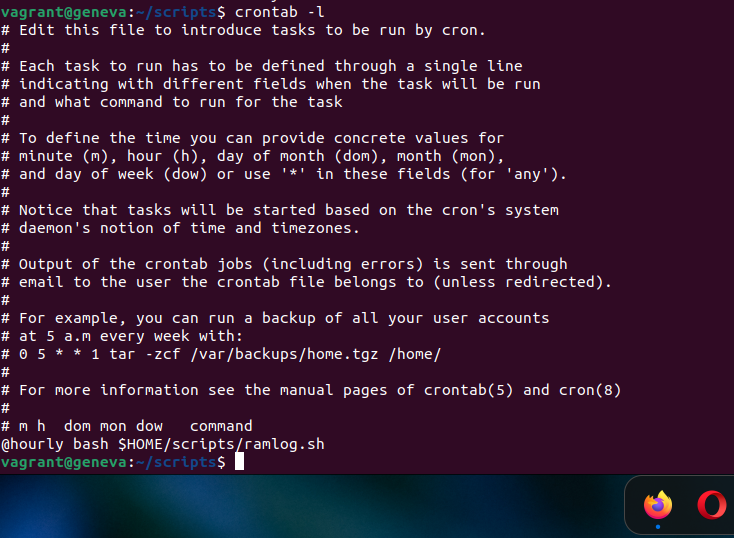 vagrant@geneva:~/scripts$ crontab -l
# Edit this file to introduce tasks to be run by cron.
#
# Each task to run has to be defined through a single line
# indicating with different fields when the task will be run
# and what command to run for the task
#
# To define the time you can provide concrete values for
# minute (m), hour (h), day of month (dom), month (mon),
# and day of week (dow) or use '*' in these fields (for 'any').
#
# Notice that tasks will be started based on the cron's system
# daemon's notion of time and timezones.
#
# Output of the crontab jobs (including errors) is sent through
# email to the user the crontab file belongs to (unless redirected).
#
# For example, you can run a backup of all your user accounts
# at 5 a.m every week with:
# 0 5 * * 1 tar -zcf /var/backups/home.tgz /home/
#
# For more information see the manual pages of crontab(5) and cron(8)
#
# m h  dom mon dow   command
@hourly bash $HOME/scripts/ramlog.sh
vagrant@geneva:~/scripts$